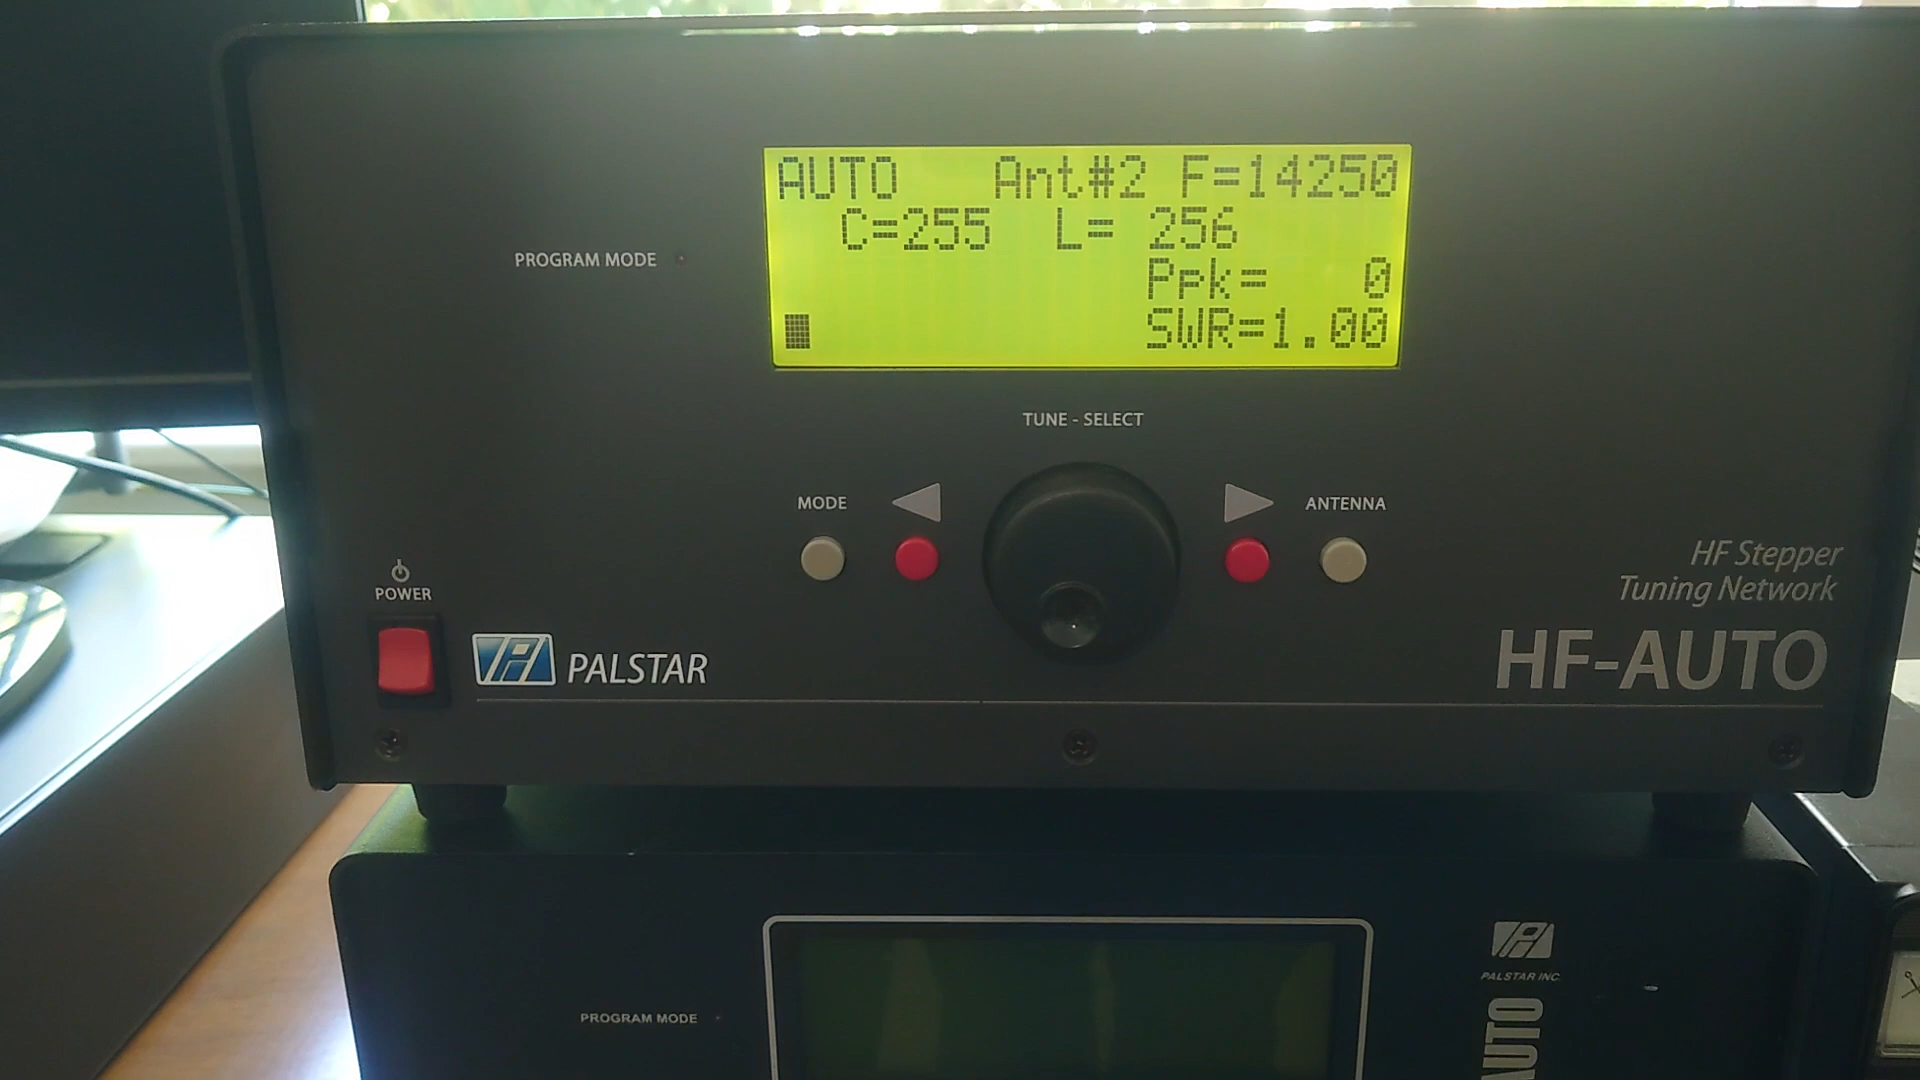 AUTO Ant#2 F=14250
C=255 L= 256
Ppk= 0
SWR=1.00
PROGRAM MODE
TUNE - SELECT
MODE
ANTENNA
POWER
PALSTAR
HF Stepper
Tuning Network
HF-AUTO
PROGRAM MODE
PALSTAR INC.
AUTO